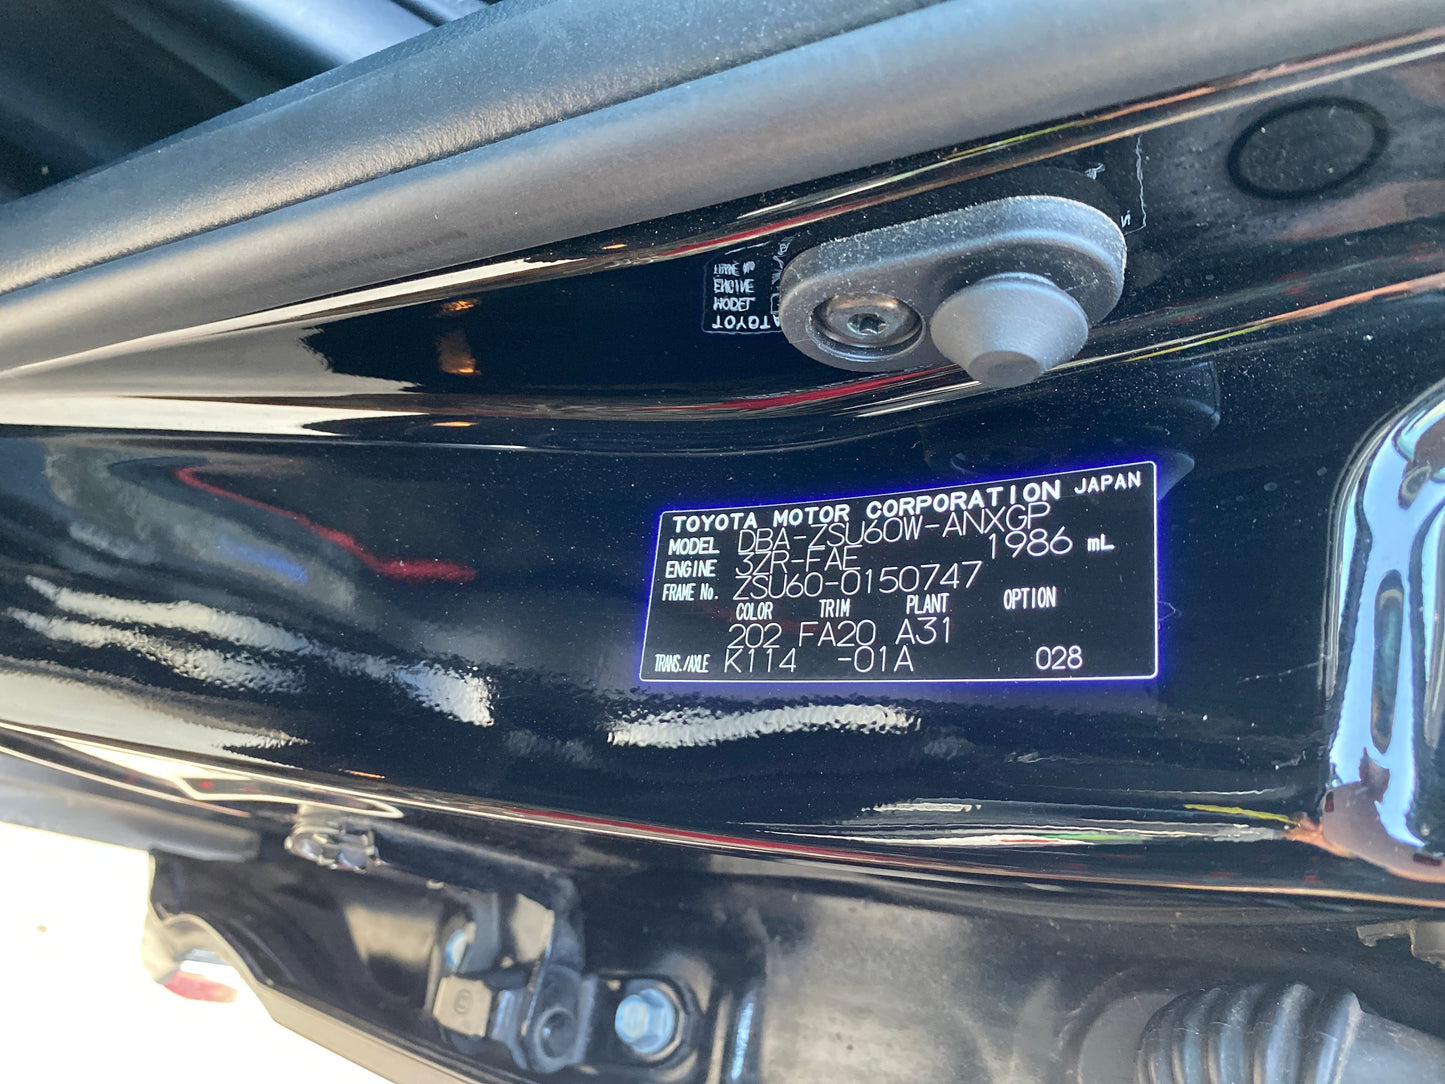 TOYOTA MOTOR CORPORATION JAPAN
MODEL DBA-ZSU60W-ANXGP
ENGINE 3ZR-FAE 1986 mL
FRAME No. ZSU60-0150747
COLOR TRIM PLANT OPTION
202 FA20 A31
TRANS./AXLE K114 -01A 028